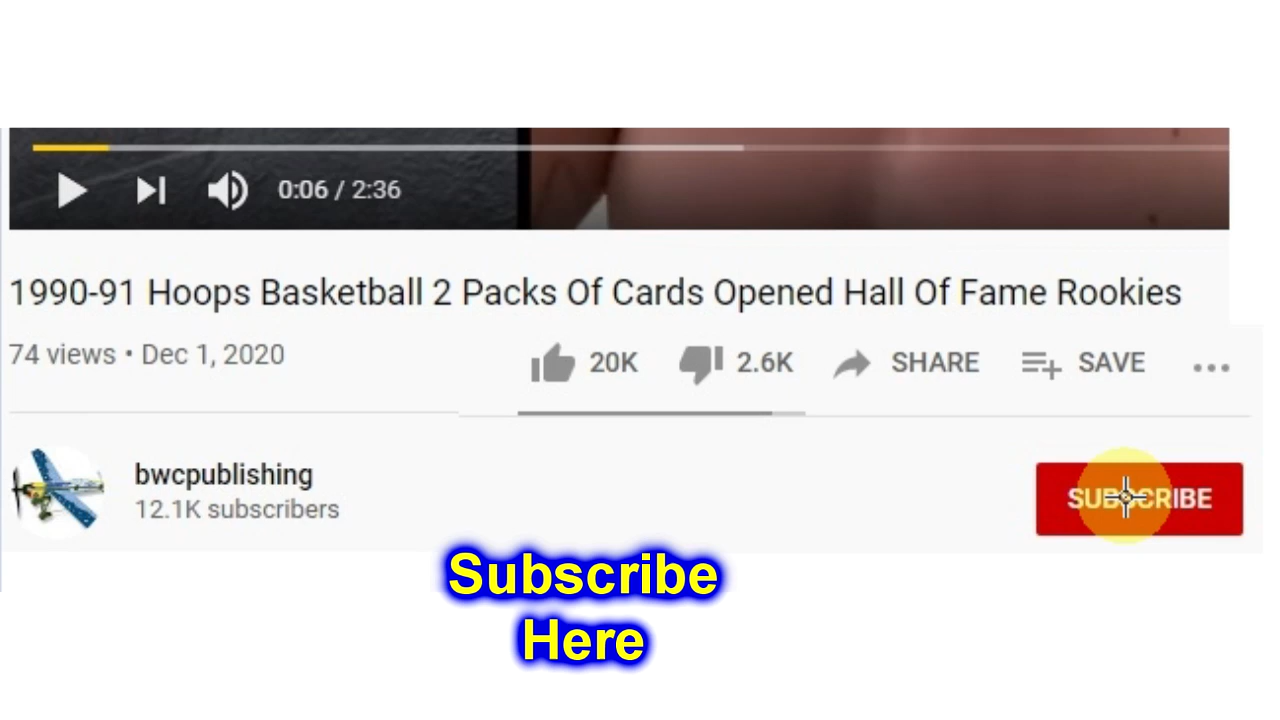 0:06 / 2:36
1990-91 Hoops Basketball 2 Packs Of Cards Opened Hall Of Fame Rookies
74 views • Dec 1, 2020
20K 2.6K SHARE SAVE
bwcpublishing
12.1K subscribers
SUBSCRIBE
Subscribe
Here